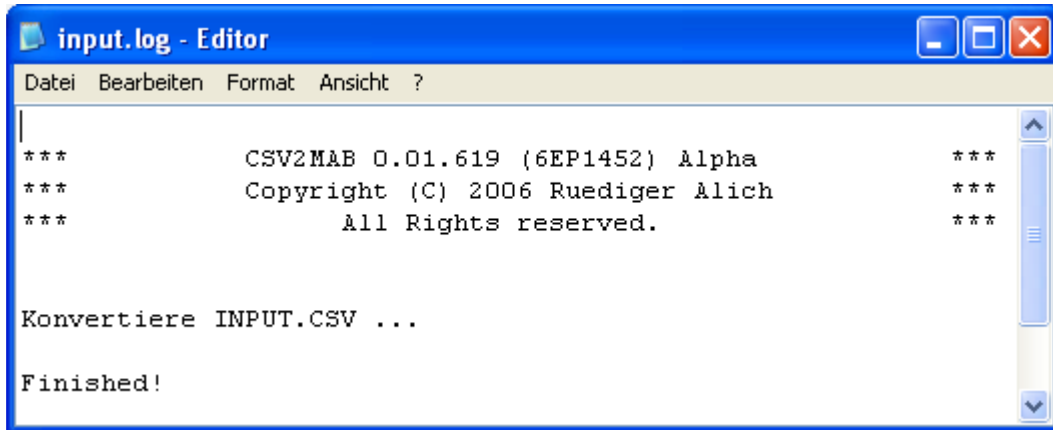 input.log - Editor
Datei Bearbeiten Format Ansicht ?
*** CSV2MAB 0.01.619 (6EP1452) Alpha ***
*** Copyright (C) 2006 Ruediger Alich ***
*** All Rights reserved. ***
Konvertiere INPUT.CSV ...
Finished!